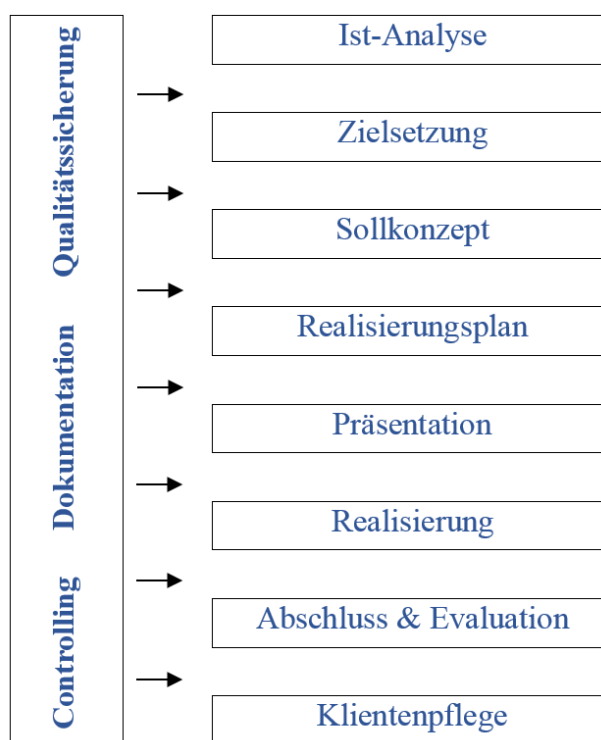 Qualitätssicherung
Dokumentation
Controlling
Ist-Analyse
Zielsetzung
Sollkonzept
Realisierungsplan
Präsentation
Realisierung
Abschluss & Evaluation
Klientenpflege